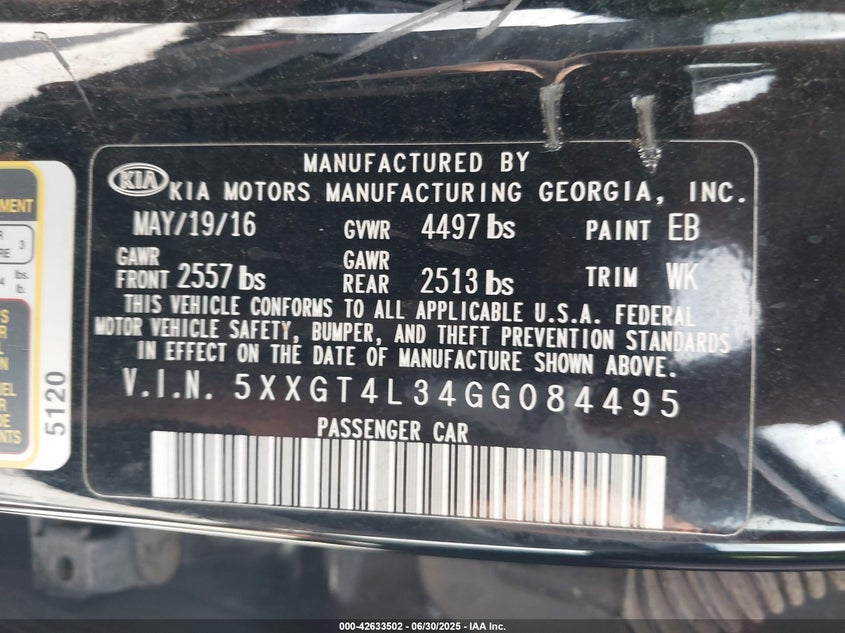 MANUFACTURED BY
KIA KIA MOTORS MANUFACTURING GEORGIA, INC.
MAY/19/16 GVWR 4497 lbs PAINT EB
GAWR FRONT 2557 lbs GAWR REAR 2513 lbs TRIM WK
THIS VEHICLE CONFORMS TO ALL APPLICABLE U.S.A. FEDERAL
MOTOR VEHICLE SAFETY, BUMPER, AND THEFT PREVENTION STANDARDS
IN EFFECT ON THE DATE OF MANUFACTURE SHOWN ABOVE.
V.I.N. 5XXGT4L34GG084495
PASSENGER CAR
5120
3
lbs.
lb.
000-42633502 - 06/30/2025 - IAA Inc.